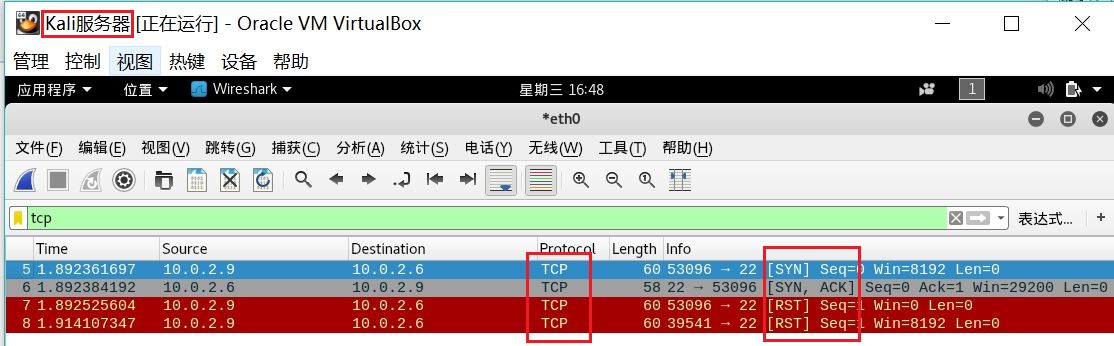 Kali服务器 [正在运行] - Oracle VM VirtualBox
管理 控制 视图 热键 设备 帮助
应用程序 位置 Wireshark 星期三 16:48 1
*eth0
文件(F) 编辑(E) 视图(V) 跳转(G) 捕获(C) 分析(A) 统计(S) 电话(Y) 无线(W) 工具(T) 帮助(H)
tcp 表达式… +
Time Source Destination Protocol Length Info
5 1.892361697 10.0.2.9 10.0.2.6 TCP 60 53096 → 22 [SYN] Seq=0 Win=8192 Len=0
6 1.892384192 10.0.2.6 10.0.2.9 TCP 58 22 → 53096 [SYN, ACK] Seq=0 Ack=1 Win=29200 Len=0
7 1.892525604 10.0.2.9 10.0.2.6 TCP 60 53096 → 22 [RST] Seq=1 Win=0 Len=0
8 1.914107347 10.0.2.9 10.0.2.6 TCP 60 39541 → 22 [RST] Seq=1 Win=8192 Len=0